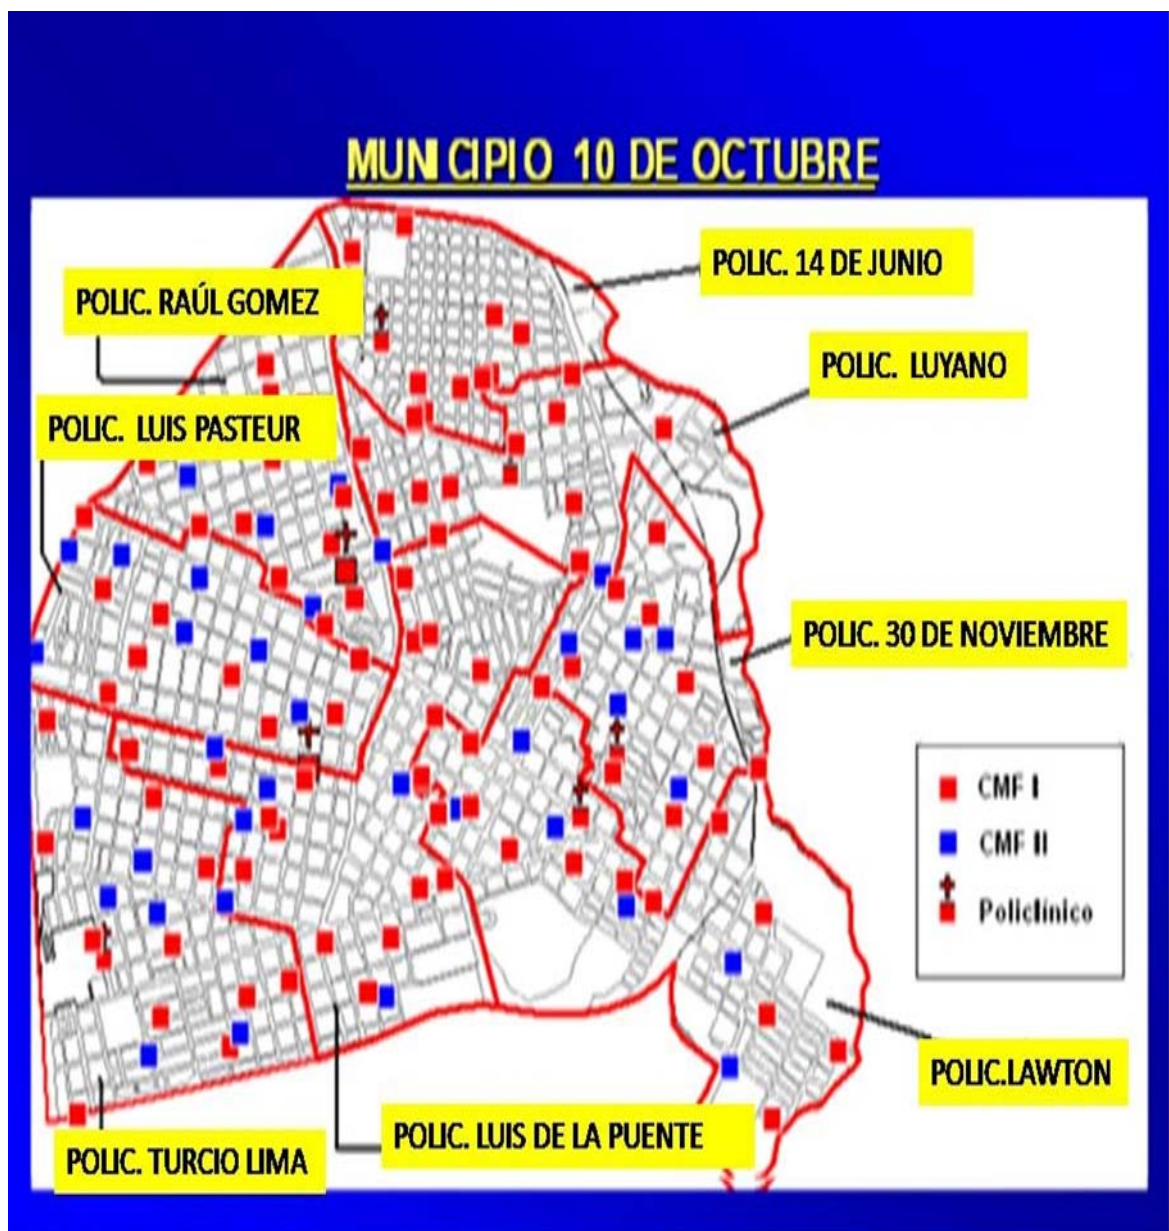 MUNICIPIO 10 DE OCTUBRE
POLIC. 14 DE JUNIO
POLIC. RAÚL GOMEZ
POLIC. LUYANO
POLIC. LUIS PASTEUR
POLIC. 30 DE NOVIEMBRE
CMF I
CMF II
Policlínico
POLIC.LAWTON
POLIC. LUIS DE LA PUENTE
POLIC. TURCIO LIMA